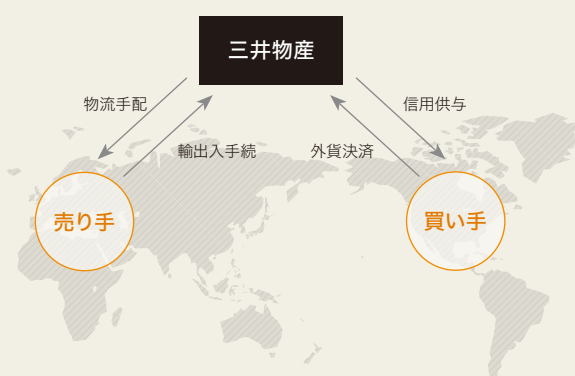 三井物産
物流手配
信用供与
輸出入手続
外貨決済
売り手
買い手